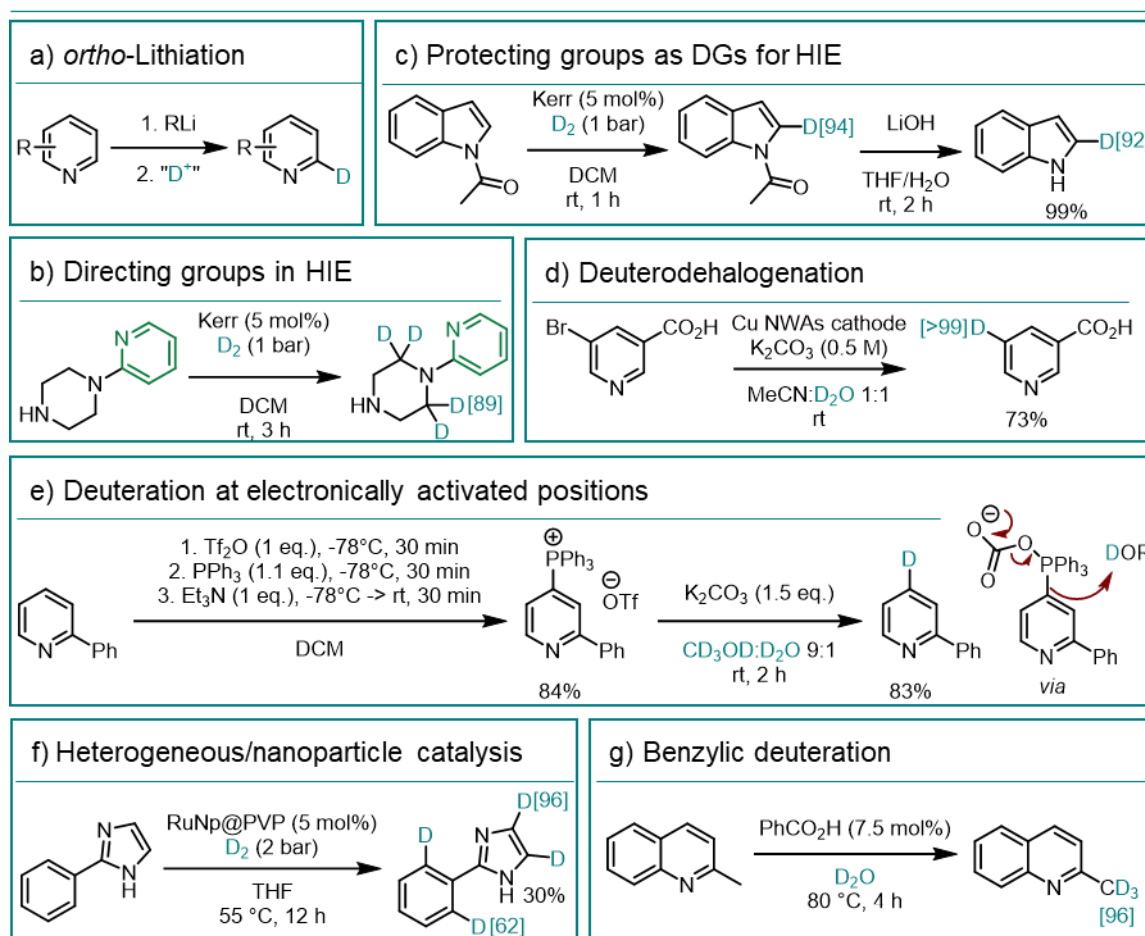 a) ortho-Lithiation
R
N
1. RLi
2. "D⁺"
R
N
D
c) Protecting groups as DGs for HIE
N
O
Kerr (5 mol%)
D₂ (1 bar)
DCM
rt, 1 h
D[94]
N
O
LiOH
THF/H₂O
rt, 2 h
D[92
N
H
99%
b) Directing groups in HIE
N
N
HN
Kerr (5 mol%)
D₂ (1 bar)
DCM
rt, 3 h
D D
N
N
HN
D[89]
D
d) Deuterodehalogenation
Br
CO₂H
N
Cu NWAs cathode
K₂CO₃ (0.5 M)
MeCN:D₂O 1:1
rt
[>99]D
CO₂H
N
73%
e) Deuteration at electronically activated positions
N
Ph
1. Tf₂O (1 eq.), -78°C, 30 min
2. PPh₃ (1.1 eq.), -78°C, 30 min
3. Et₃N (1 eq.), -78°C -> rt, 30 min
DCM
⊕
PPh₃
⊖
OTf
N
Ph
84%
K₂CO₃ (1.5 eq.)
CD₃OD:D₂O 9:1
rt, 2 h
D
N
Ph
83%
⊖
O
O
O
PPh₃
DOR
N
Ph
via
f) Heterogeneous/nanoparticle catalysis
N
N
H
RuNp@PVP (5 mol%)
D₂ (2 bar)
THF
55 °C, 12 h
D[96]
D
N
D
N
H
30%
D[62]
g) Benzylic deuteration
N
PhCO₂H (7.5 mol%)
D₂O
80 °C, 4 h
N
CD₃
[96]